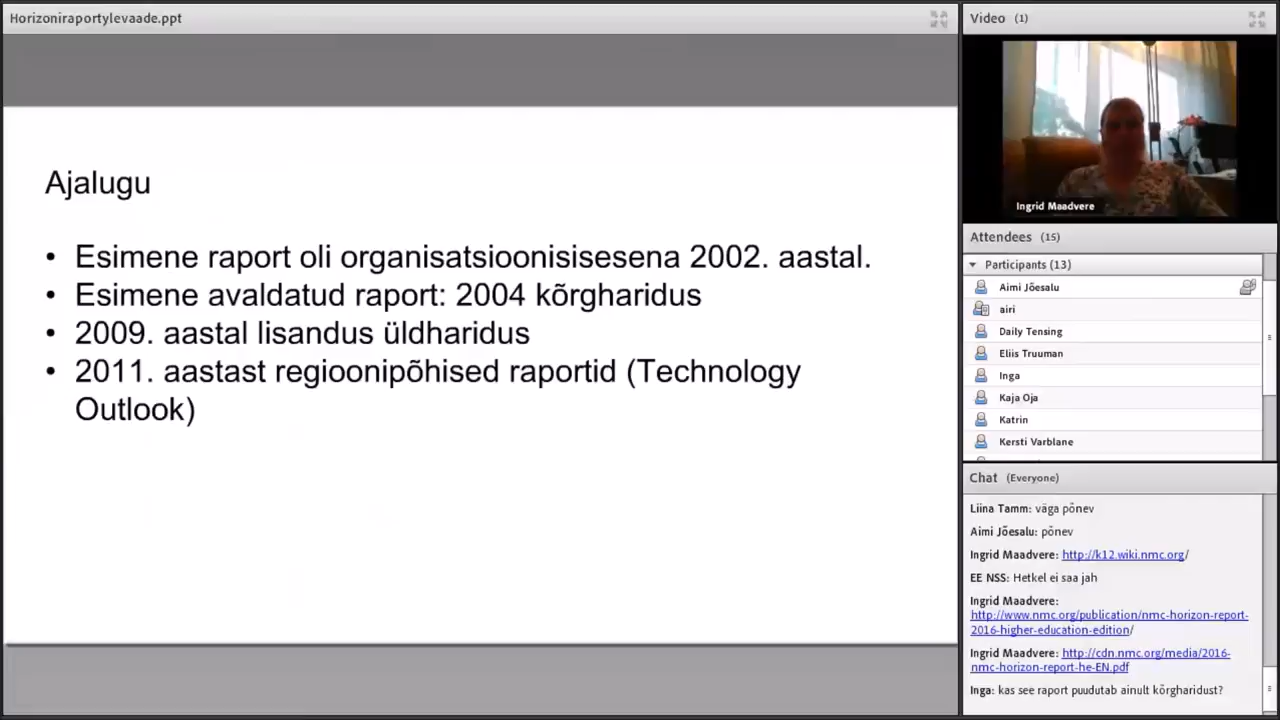 Horizoniraportylevaade.ppt
Ajalugu
• Esimene raport oli organisatsioonisisesena 2002. aastal.
• Esimene avaldatud raport: 2004 kõrgharidus
• 2009. aastal lisandus üldharidus
• 2011. aastast regioonipõhised raportid (Technology
Outlook)
Video (1)
Ingrid Maadvere
Attendees (15)
Participants (13)
Aimi Jõesalu
airi
Daily Tensing
Eliis Truuman
Inga
Kaja Oja
Katrin
Kersti Varblane
Chat (Everyone)
Liina Tamm: väga põnev
Aimi Jõesalu: põnev
Ingrid Maadvere: http://k12.wiki.nmc.org/
EE NSS: Hetkel ei saa jah
Ingrid Maadvere:
http://www.nmc.org/publication/nmc-horizon-report-
2016-higher-education-edition/
Ingrid Maadvere: http://cdn.nmc.org/media/2016-
nmc-horizon-report-he-EN.pdf
Inga: kas see raport puudutab ainult kõrgharidust?